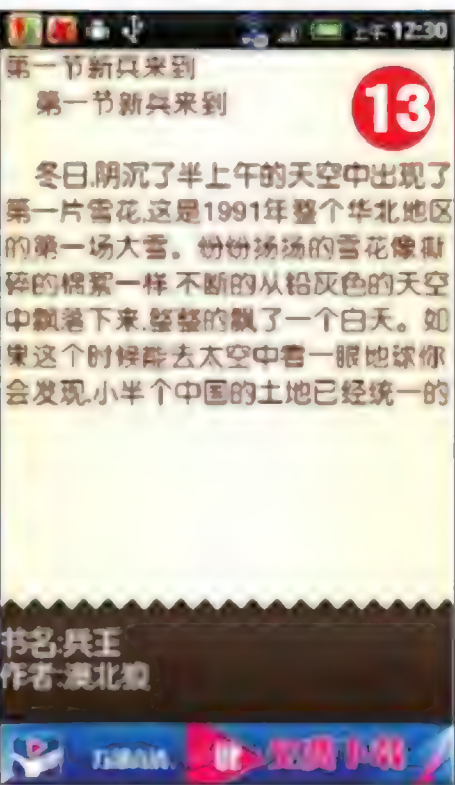 上午12:30
第一节新兵来到
第一节新兵来到
13
冬日,阴沉了半上午的天空中出现了
第一片雪花,这是1991年整个华北地区
的第一场大雪。纷纷扬扬的雪花像撕
碎的棉絮一样 不断的从铅灰色的天空
中飘落下来,整整的飘了一个白天。如
果这个时候能去太空中看一眼地球你
会发现,小半个中国的土地已经统一的
书名:兵王
作者:漠北狼